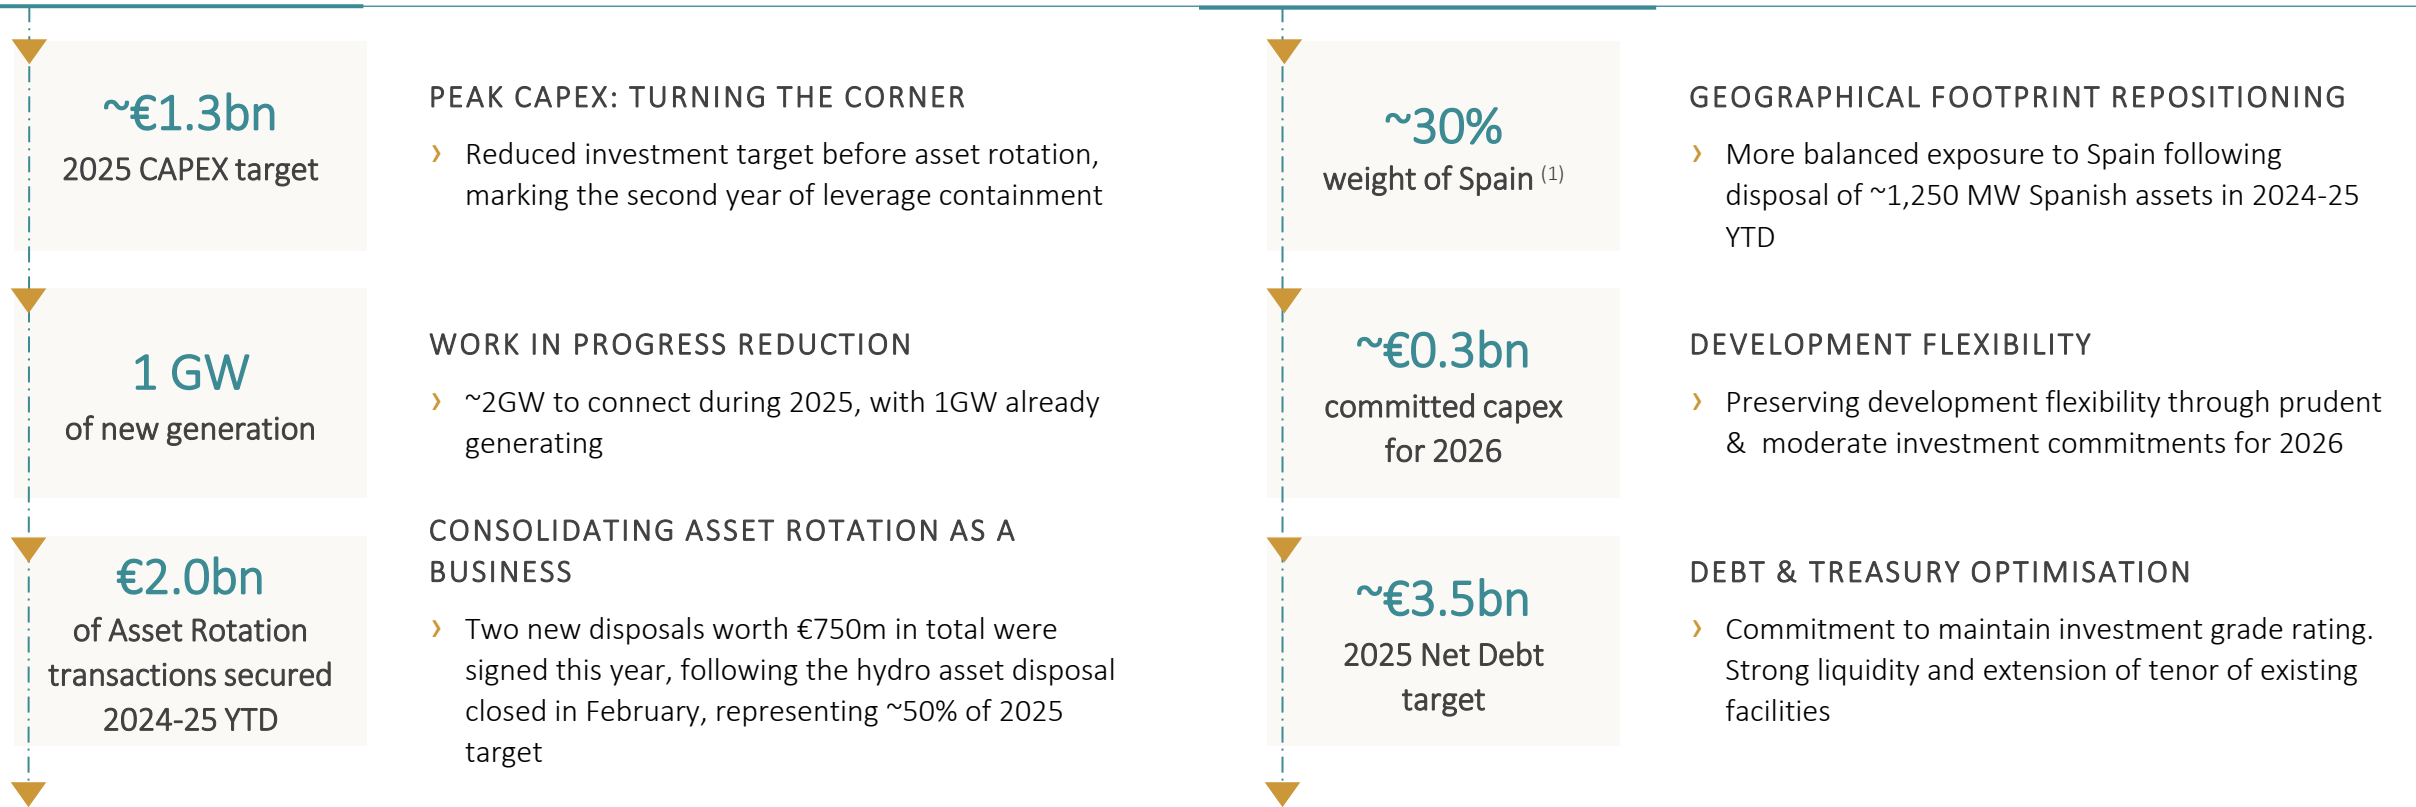 ~€1.3bn
2025 CAPEX target
PEAK CAPEX: TURNING THE CORNER
› Reduced investment target before asset rotation,
marking the second year of leverage containment
1 GW
of new generation
WORK IN PROGRESS REDUCTION
› ~2GW to connect during 2025, with 1GW already
generating
€2.0bn
of Asset Rotation
transactions secured
2024-25 YTD
CONSOLIDATING ASSET ROTATION AS A
BUSINESS
› Two new disposals worth €750m in total were
signed this year, following the hydro asset disposal
closed in February, representing ~50% of 2025
target
~30%
weight of Spain (1)
GEOGRAPHICAL FOOTPRINT REPOSITIONING
› More balanced exposure to Spain following
disposal of ~1,250 MW Spanish assets in 2024-25
YTD
~€0.3bn
committed capex
for 2026
DEVELOPMENT FLEXIBILITY
› Preserving development flexibility through prudent
& moderate investment commitments for 2026
~€3.5bn
2025 Net Debt
target
DEBT & TREASURY OPTIMISATION
› Commitment to maintain investment grade rating.
Strong liquidity and extension of tenor of existing
facilities